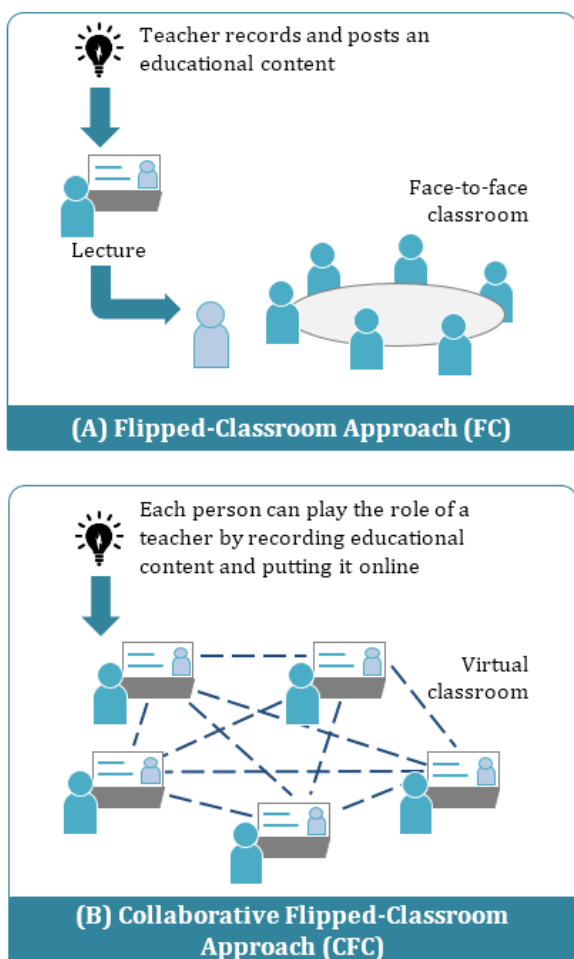 Teacher records and posts an
educational content
Lecture
Face-to-face
classroom
(A) Flipped-Classroom Approach (FC)
Each person can play the role of a
teacher by recording educational
content and putting it online
Virtual
classroom
(B) Collaborative Flipped-Classroom
Approach (CFC)